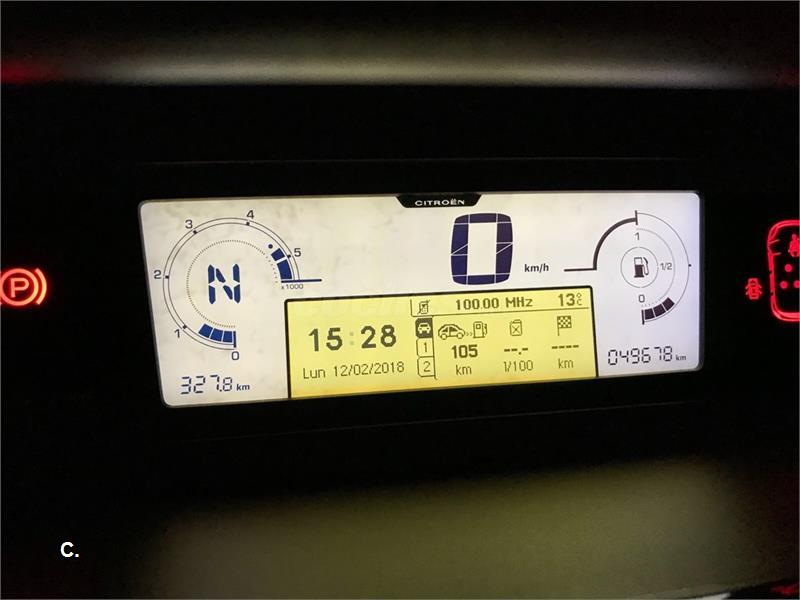 CITROËN
4
3
5
2
x1000
N
1
0
0 km/h
1
1/2
0
100.00 MHz 13°C
15:28
Lun 12/02/2018
1
2
105 --.- ----
km 1/100 km
327.8 km
049678 km
P
C.